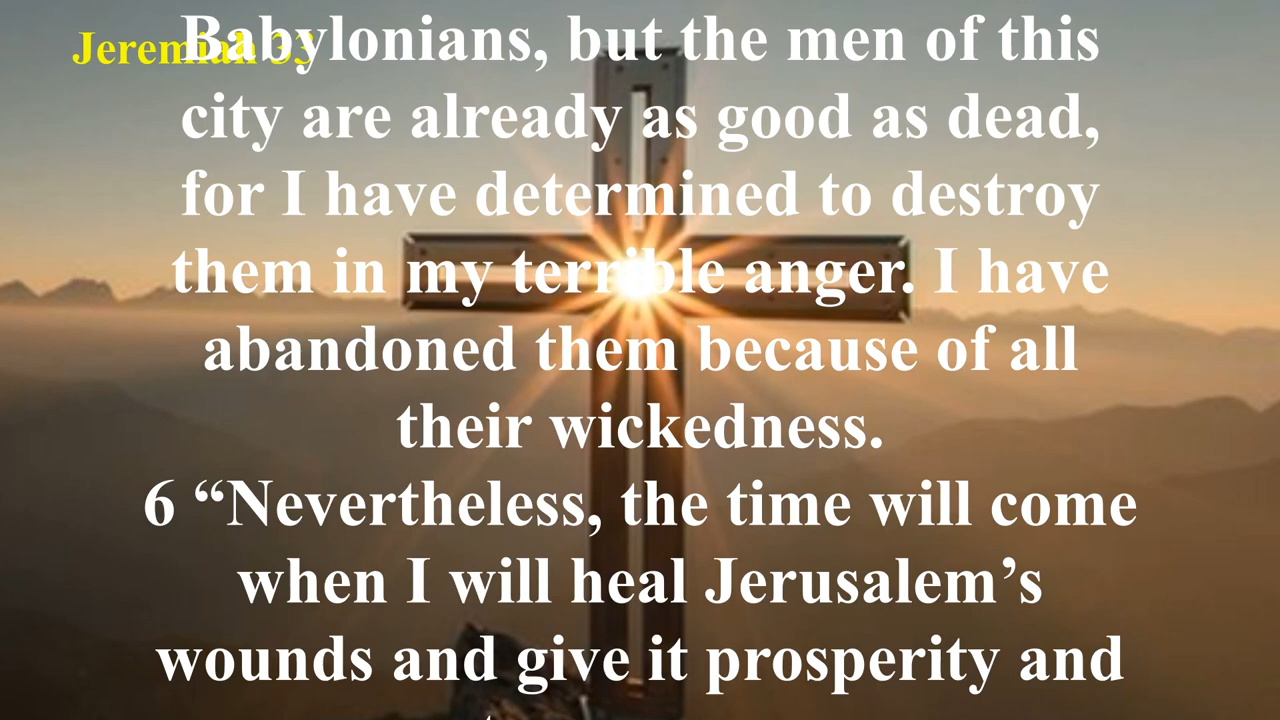 Jeremiah 33
Babylonians, but the men of this
city are already as good as dead,
for I have determined to destroy
them in my terrible anger. I have
abandoned them because of all
their wickedness.
6 “Nevertheless, the time will come
when I will heal Jerusalem’s
wounds and give it prosperity and